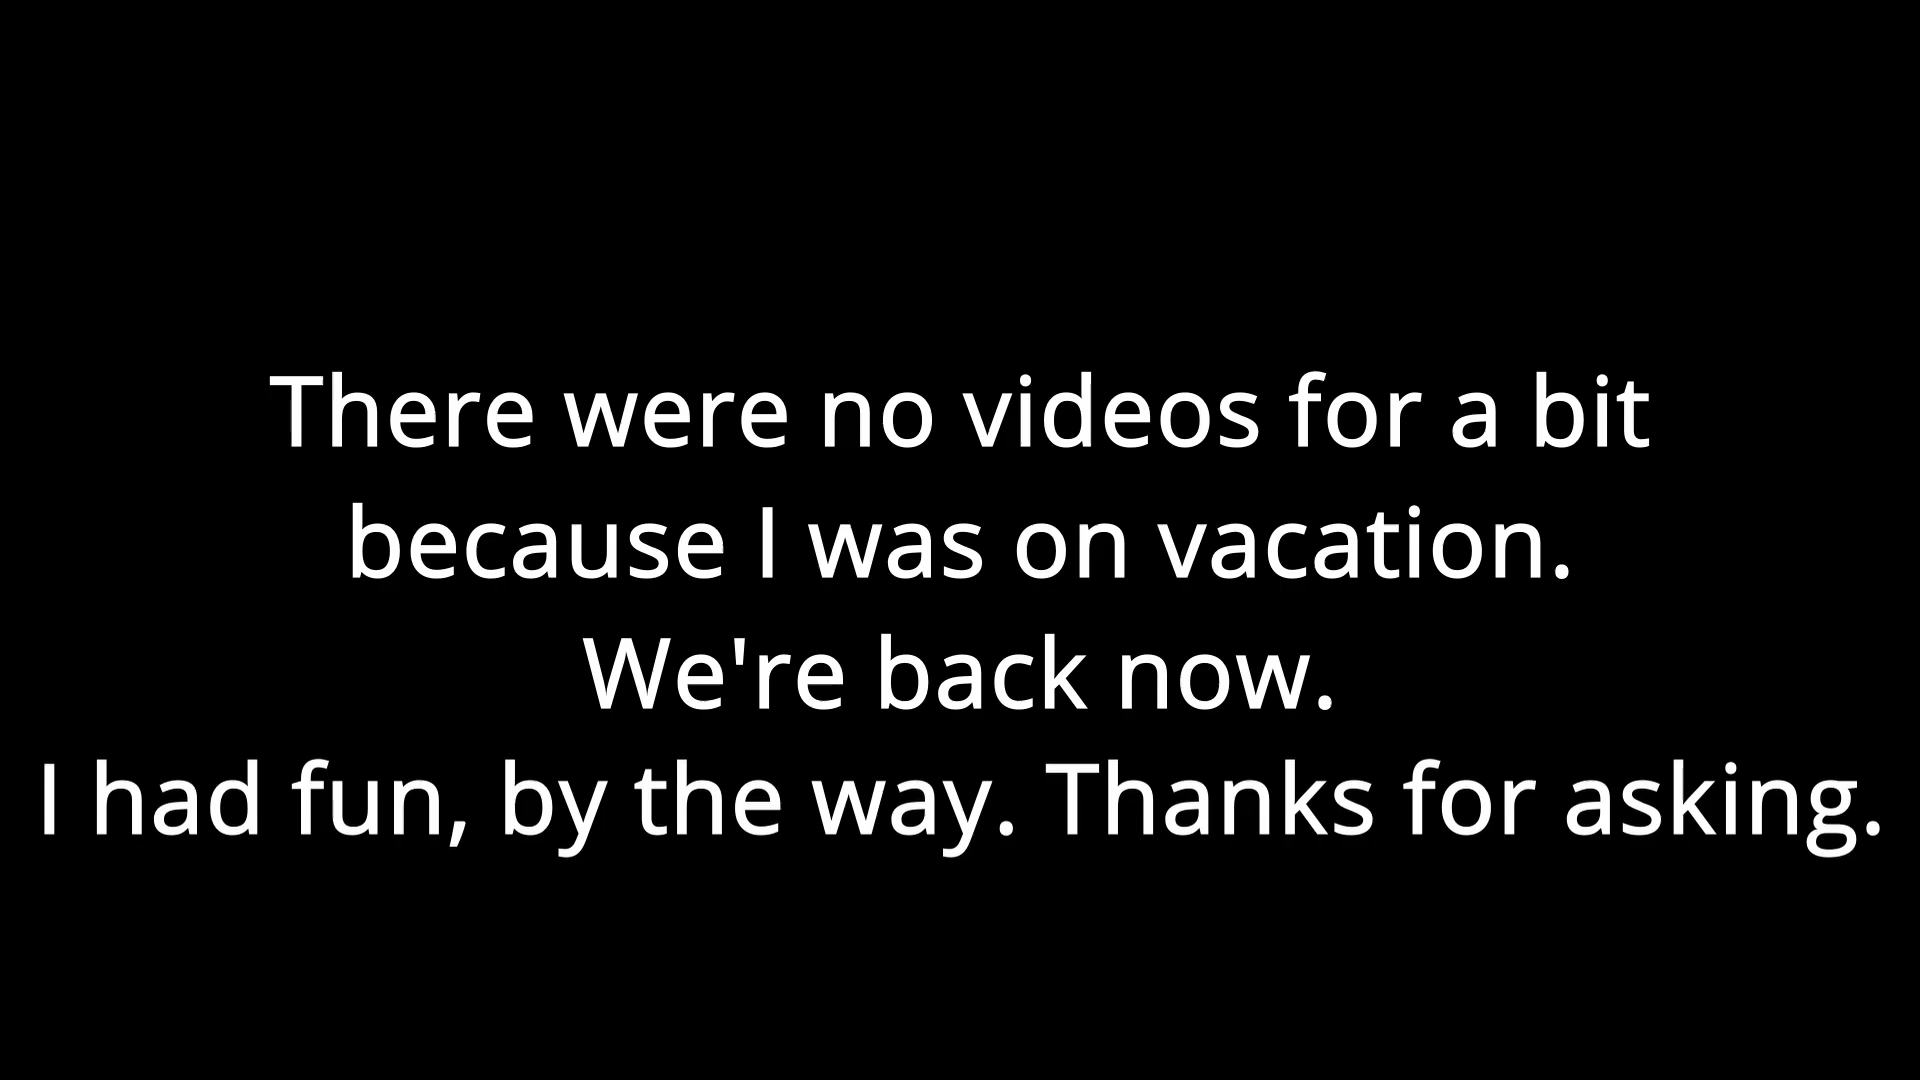 There were no videos for a bit
because I was on vacation.
We're back now.
I had fun, by the way. Thanks for asking.